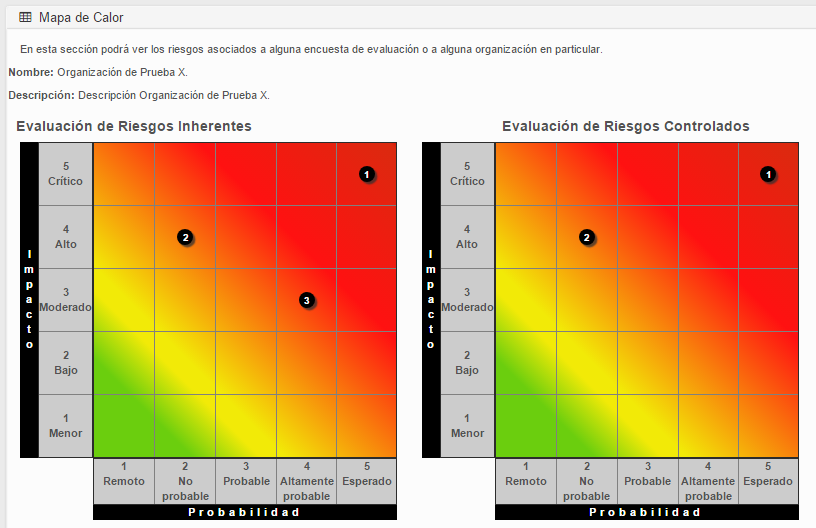 Mapa de Calor
En esta sección podrá ver los riesgos asociados a alguna encuesta de evaluación o a alguna organización en particular.
Nombre: Organización de Prueba X.
Descripción: Descripción Organización de Prueba X.
Evaluación de Riesgos Inherentes
Impacto
5
Crítico
4
Alto
3
Moderado
2
Bajo
1
Menor
1
2
3
1
Remoto
2
No
probable
3
Probable
4
Altamente
probable
5
Esperado
Probabilidad
Evaluación de Riesgos Controlados
Impacto
5
Crítico
4
Alto
3
Moderado
2
Bajo
1
Menor
1
2
1
Remoto
2
No
probable
3
Probable
4
Altamente
probable
5
Esperado
Probabilidad